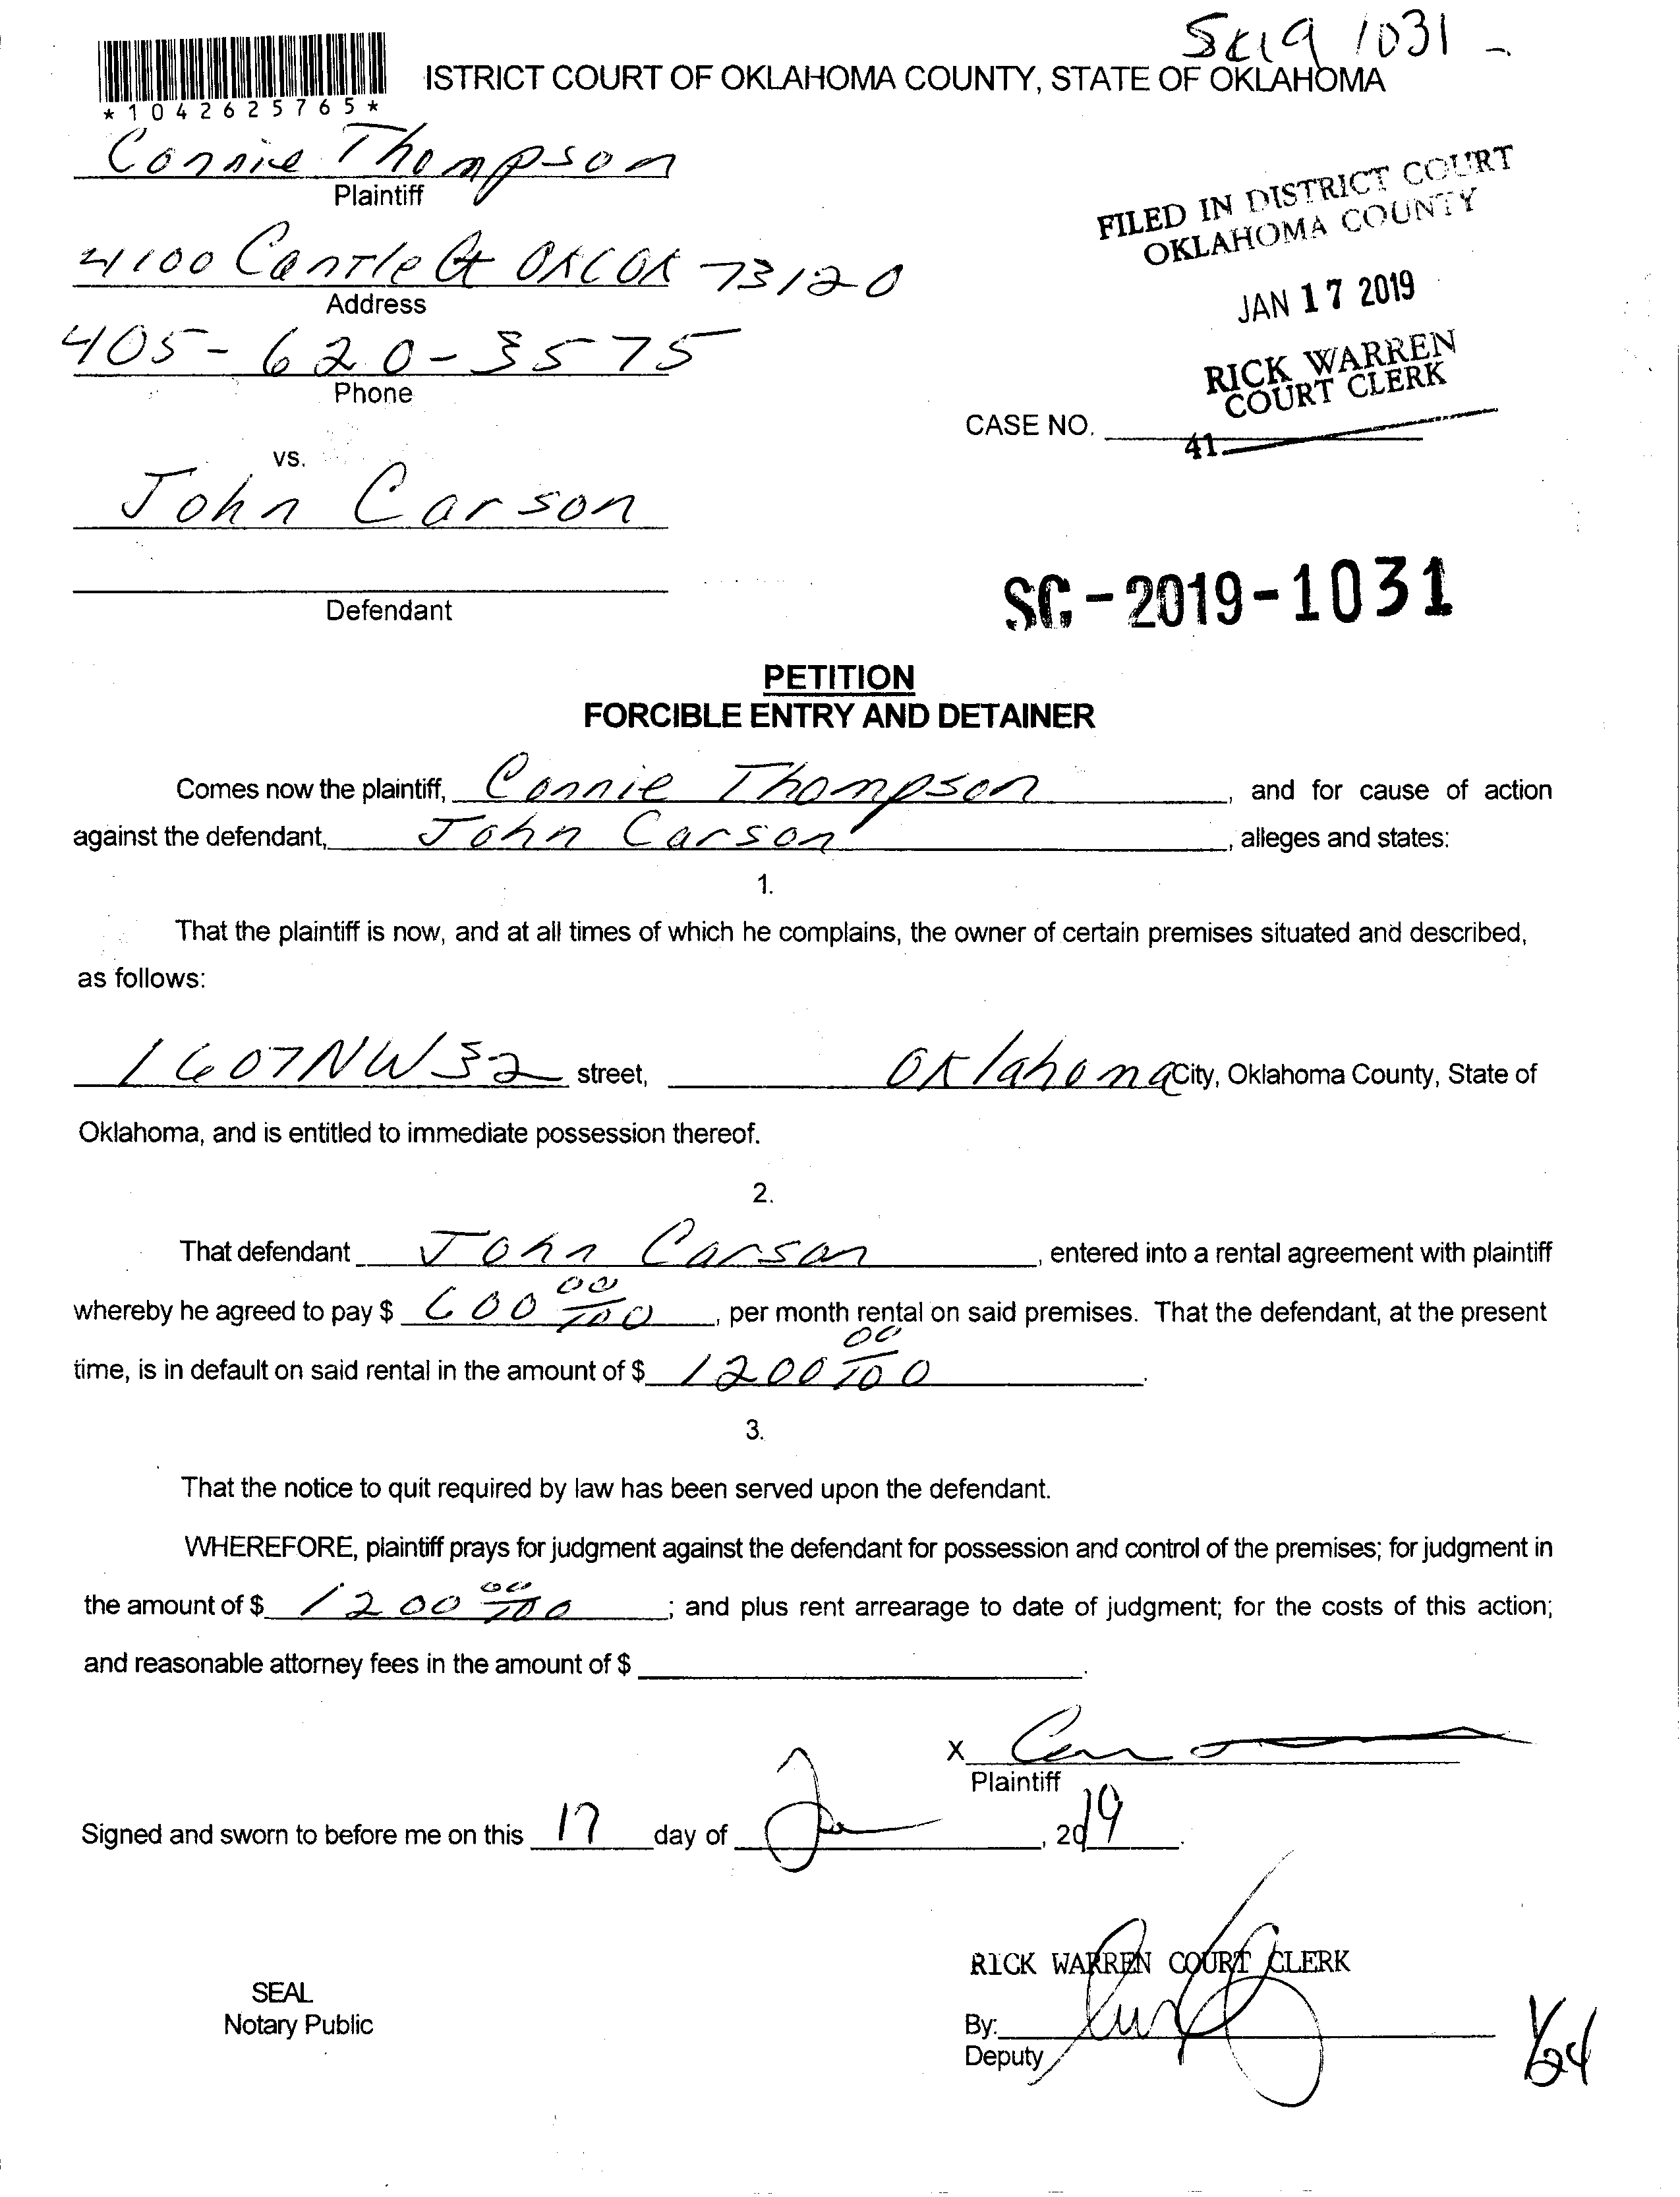 SC19 1031 -
ISTRICT COURT OF OKLAHOMA COUNTY, STATE OF OKLAHOMA
*1042625765*
Connie Thompson
Plaintiff
FILED IN DISTRICT COURT
OKLAHOMA COUNTY
4100 Cantle Ct OKC OK 73120
Address
JAN 17 2019
405-620-3575
Phone
RICK WARREN
COURT CLERK
CASE NO.
41
vs.
John Carson
Defendant
SC-2019-1031
PETITION
FORCIBLE ENTRY AND DETAINER
Comes now the plaintiff, Connie Thompson, and for cause of action
against the defendant, John Carson, alleges and states:
1.
That the plaintiff is now, and at all times of which he complains, the owner of certain premises situated and described,
as follows:
1607 NW 32 street, Oklahoma City, Oklahoma County, State of
Oklahoma, and is entitled to immediate possession thereof.
2.
That defendant John Carson, entered into a rental agreement with plaintiff
whereby he agreed to pay $ 600 00/100, per month rental on said premises. That the defendant, at the present
time, is in default on said rental in the amount of $ 1200 00/100.
3.
That the notice to quit required by law has been served upon the defendant.
WHEREFORE, plaintiff prays for judgment against the defendant for possession and control of the premises; for judgment in
the amount of $ 1200 00/100; and plus rent arrearage to date of judgment; for the costs of this action;
and reasonable attorney fees in the amount of $.
X
Plaintiff
Signed and sworn to before me on this 17 day of Jan, 2019.
RICK WARREN COURT CLERK
SEAL
Notary Public
By:
Deputy
1/24